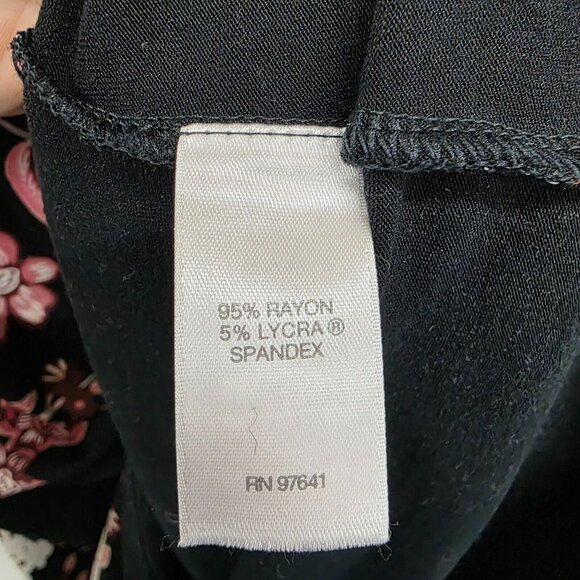 95% RAYON
5% LYCRA®
SPANDEX
RN 97641